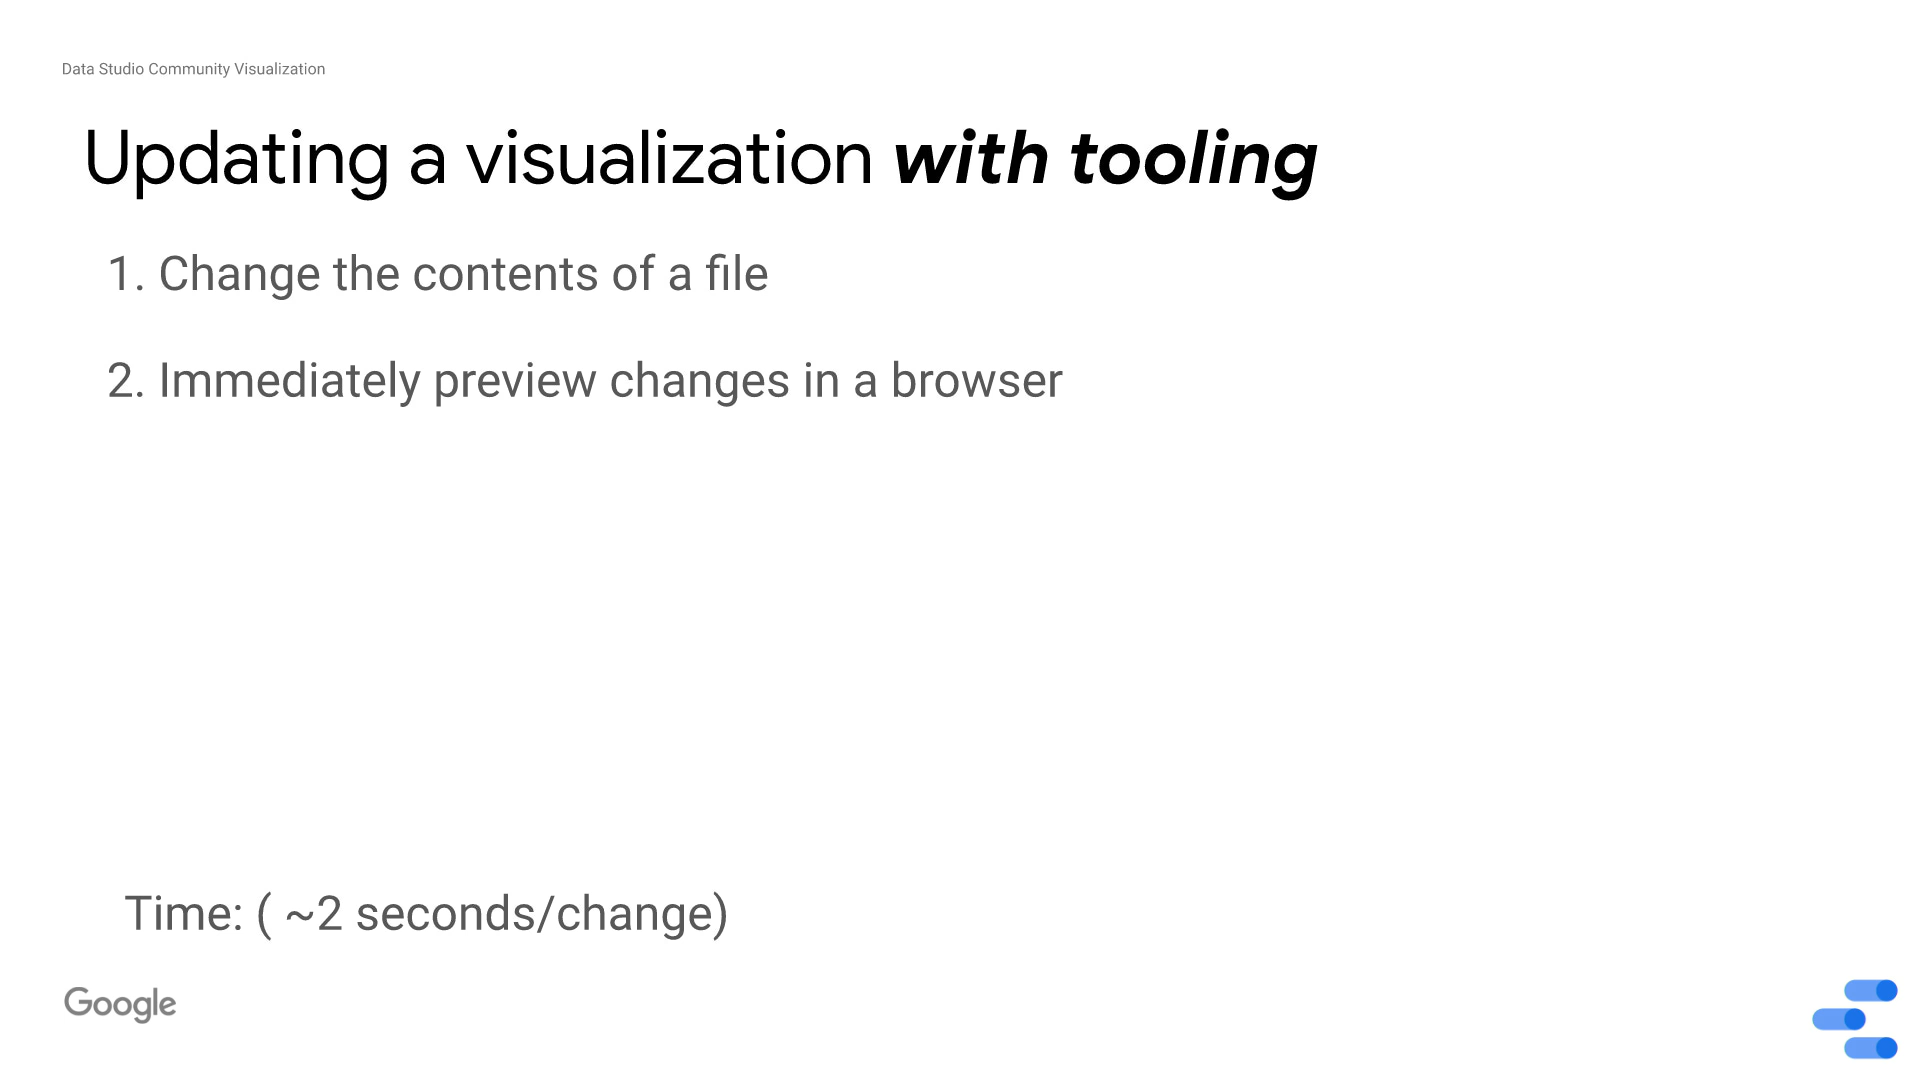 Data Studio Community Visualization
Updating a visualization with tooling
1. Change the contents of a file
2. Immediately preview changes in a browser
Time: ( ~2 seconds/change)
Google